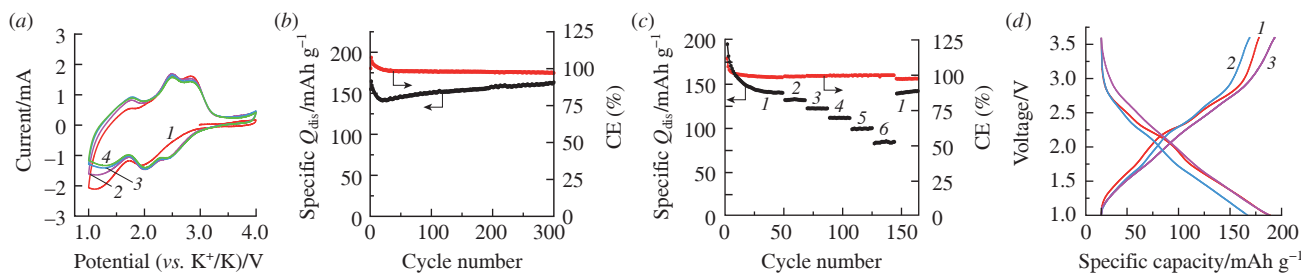 (a)
Current/mA
3
2
1
0
−1
−2
−3
1
4
3
2
1.0 2.0 3.0 4.0
Potential (vs. K⁺/K)/V
(b)
Specific Q_dis/mAh g⁻¹
200
150
100
50
0
125
100
75
50
25
0
CE (%)
0 100 200 300
Cycle number
(c)
Specific Q_dis/mAh g⁻¹
200
150
100
50
0
1 2 3 4 5 6 1
125
100
75
50
25
0
CE (%)
0 50 100 150
Cycle number
(d)
Voltage/V
3.5
3.0
2.5
2.0
1.5
1.0
1
2
3
0 50 100 150 200
Specific capacity/mAh g⁻¹